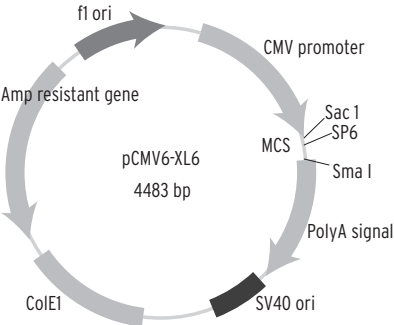 f1 ori
CMV promoter
Amp resistant gene
Sac 1
SP6
MCS
pCMV6-XL6
Sma I
4483 bp
PolyA signal
ColE1
SV40 ori